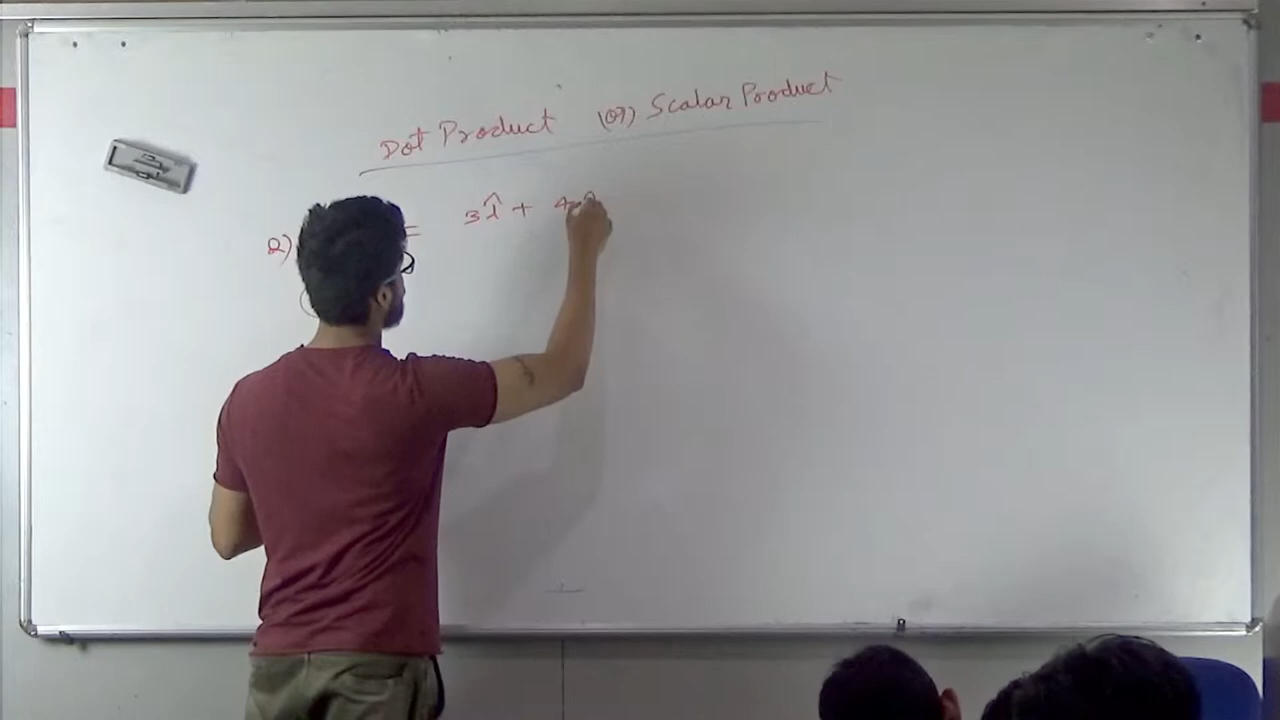 Dot Product (or) Scalar Product
2) = 3î + 4